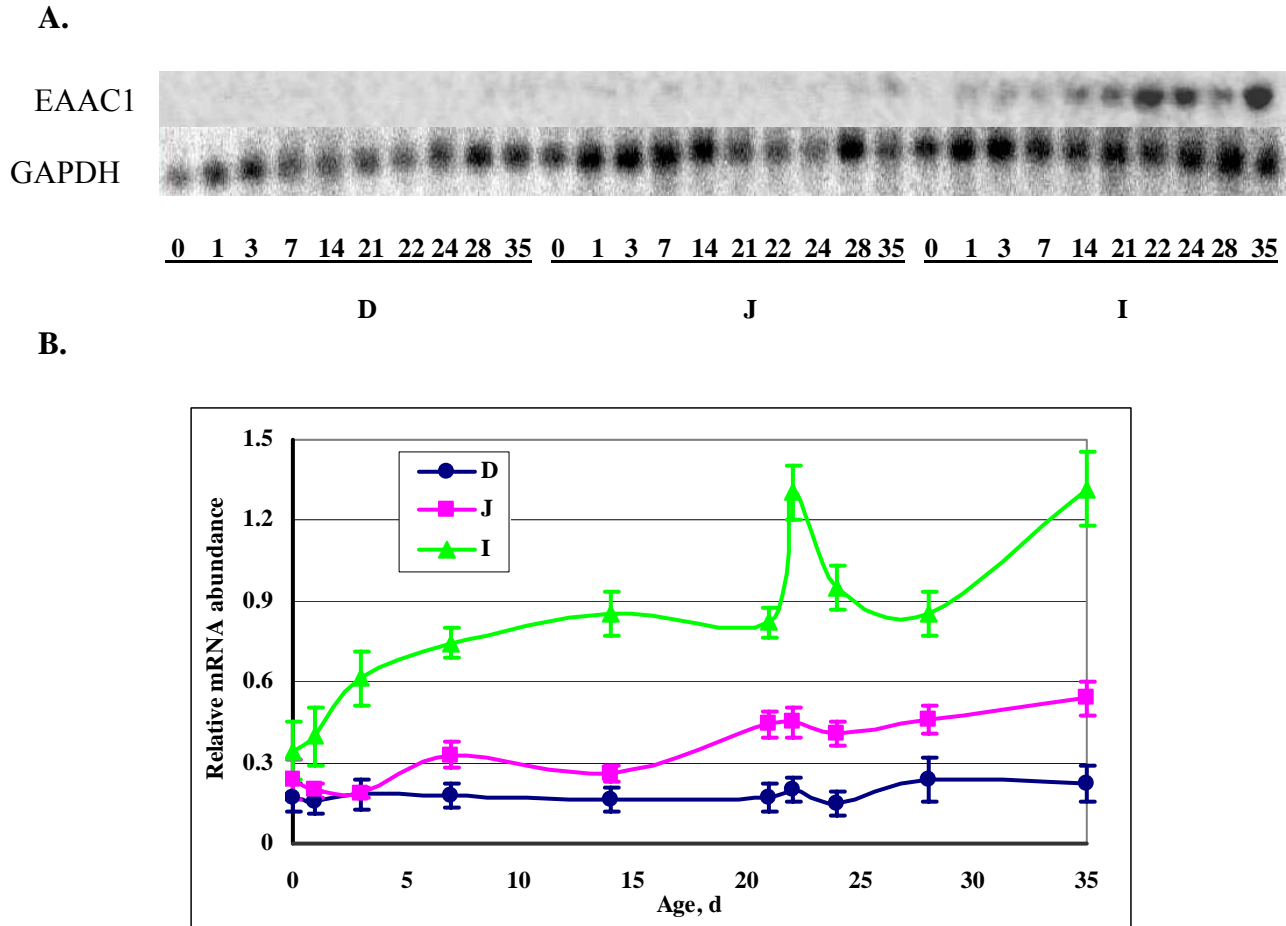 A.
EAAC1
GAPDH
0 1 3 7 14 21 22 24 28 35 0 1 3 7 14 21 22 24 28 35 0 1 3 7 14 21 22 24 28 35
D J I
B.
1.5
1.2
0.9
0.6
0.3
0
Relative mRNA abundance
D
J
I
0 5 10 15 20 25 30 35
Age, d